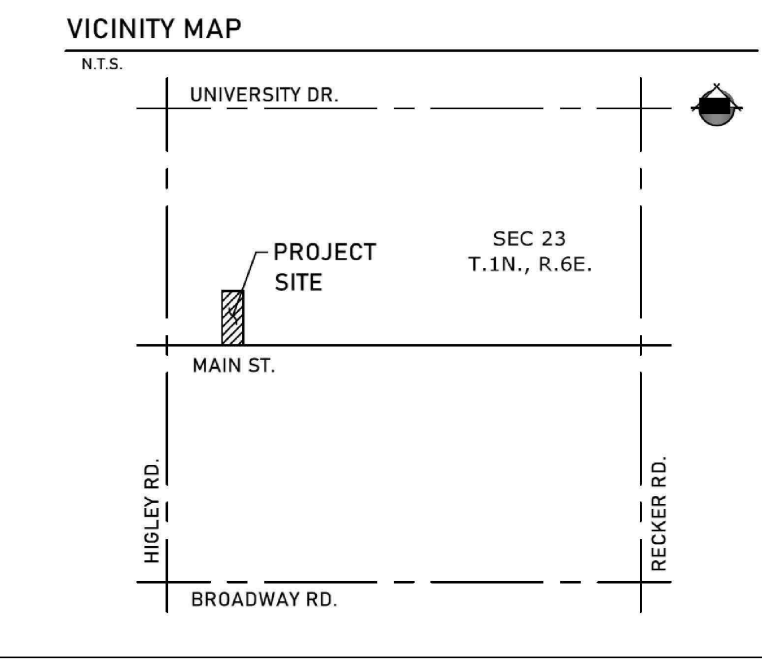 VICINITY MAP
N.T.S.
UNIVERSITY DR.
PROJECT
SITE
SEC 23
T.1N., R.6E.
MAIN ST.
HIGLEY RD.
RECKER RD.
BROADWAY RD.